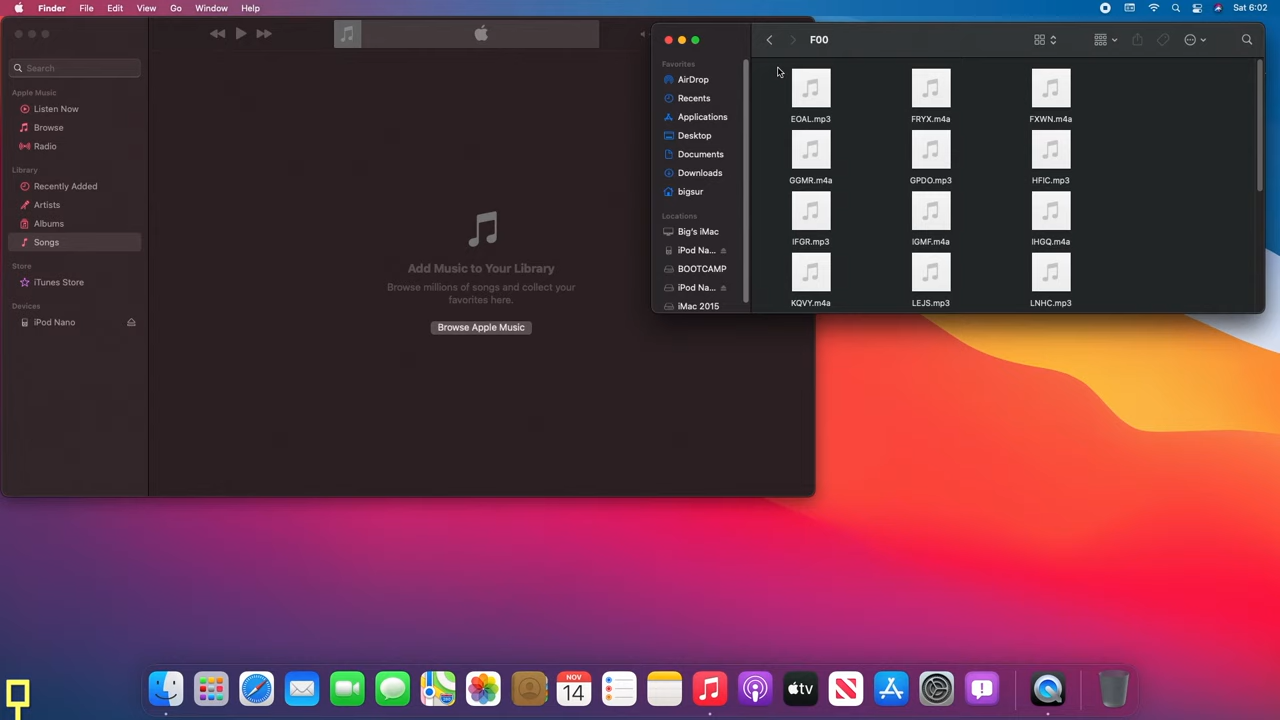 Finder File Edit View Go Window Help
Sat 6:02
Search
Apple Music
Listen Now
Browse
Radio
Library
Recently Added
Artists
Albums
Songs
Store
iTunes Store
Devices
iPod Nano
Add Music to Your Library
Browse millions of songs and collect your
favorites here.
Browse Apple Music
F00
Favorites
AirDrop
Recents
Applications
Desktop
Documents
Downloads
bigsur
Locations
Big's iMac
iPod Na...
BOOTCAMP
iPod Na...
iMac 2015
EOAL.mp3 FRYX.m4a FXWN.m4a
GGMR.m4a GPDO.mp3 HFIC.mp3
IFGR.mp3 IGMF.m4a IHGQ.m4a
KQVY.m4a LEJS.mp3 LNHC.mp3
NOV
14
tv